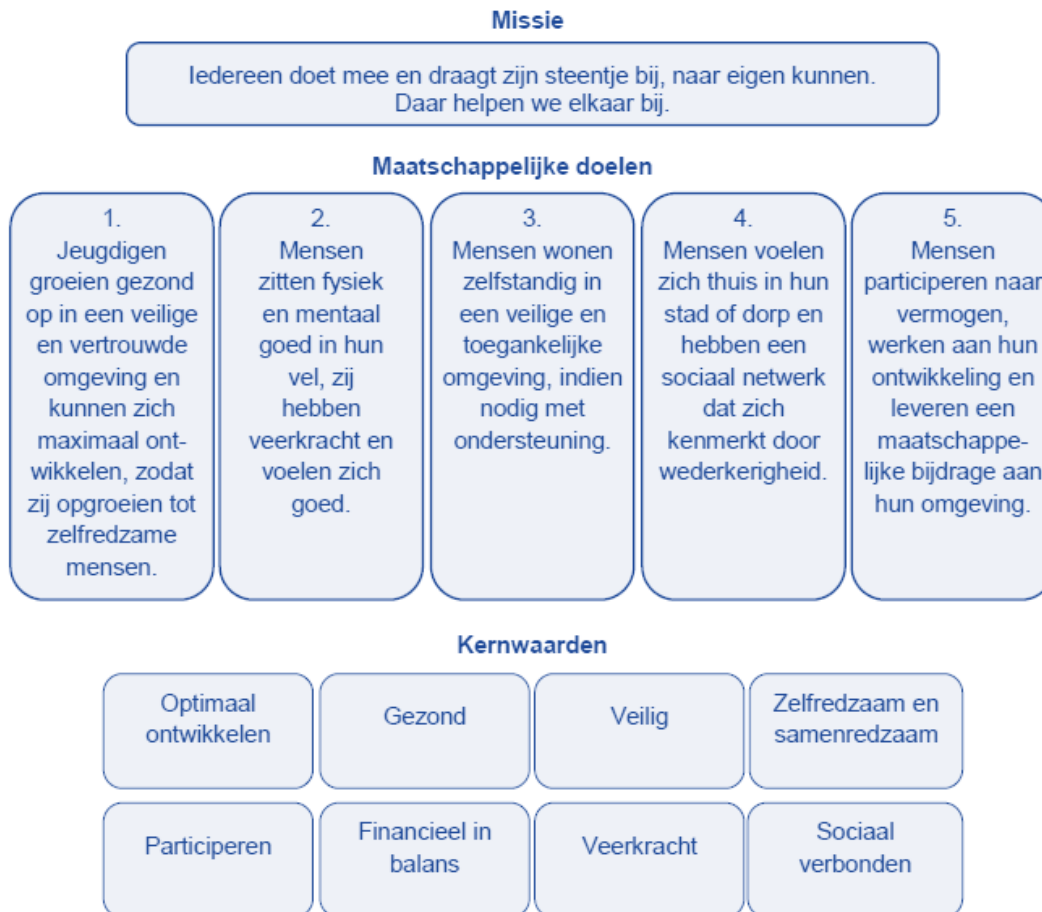 Missie
Iedereen doet mee en draagt zijn steentje bij, naar eigen kunnen.
Daar helpen we elkaar bij.
Maatschappelijke doelen
1.
Jeugdigen
groeien gezond
op in een veilige
en vertrouwde
omgeving en
kunnen zich
maximaal ont-
wikkelen, zodat
zij opgroeien tot
zelfredzame
mensen.
2.
Mensen
zitten fysiek
en mentaal
goed in hun
vel, zij
hebben
veerkracht en
voelen zich
goed.
3.
Mensen wonen
zelfstandig in
een veilige en
toegankelijke
omgeving, indien
nodig met
ondersteuning.
4.
Mensen voelen
zich thuis in hun
stad of dorp en
hebben een
sociaal netwerk
dat zich
kenmerkt door
wederkerigheid.
5.
Mensen
participeren naar
vermogen,
werken aan hun
ontwikkeling en
leveren een
maatschappe-
lijke bijdrage aan
hun omgeving.
Kernwaarden
Optimaal
ontwikkelen
Gezond
Veilig
Zelfredzaam en
samenredzaam
Participeren
Financieel in
balans
Veerkracht
Sociaal
verbonden